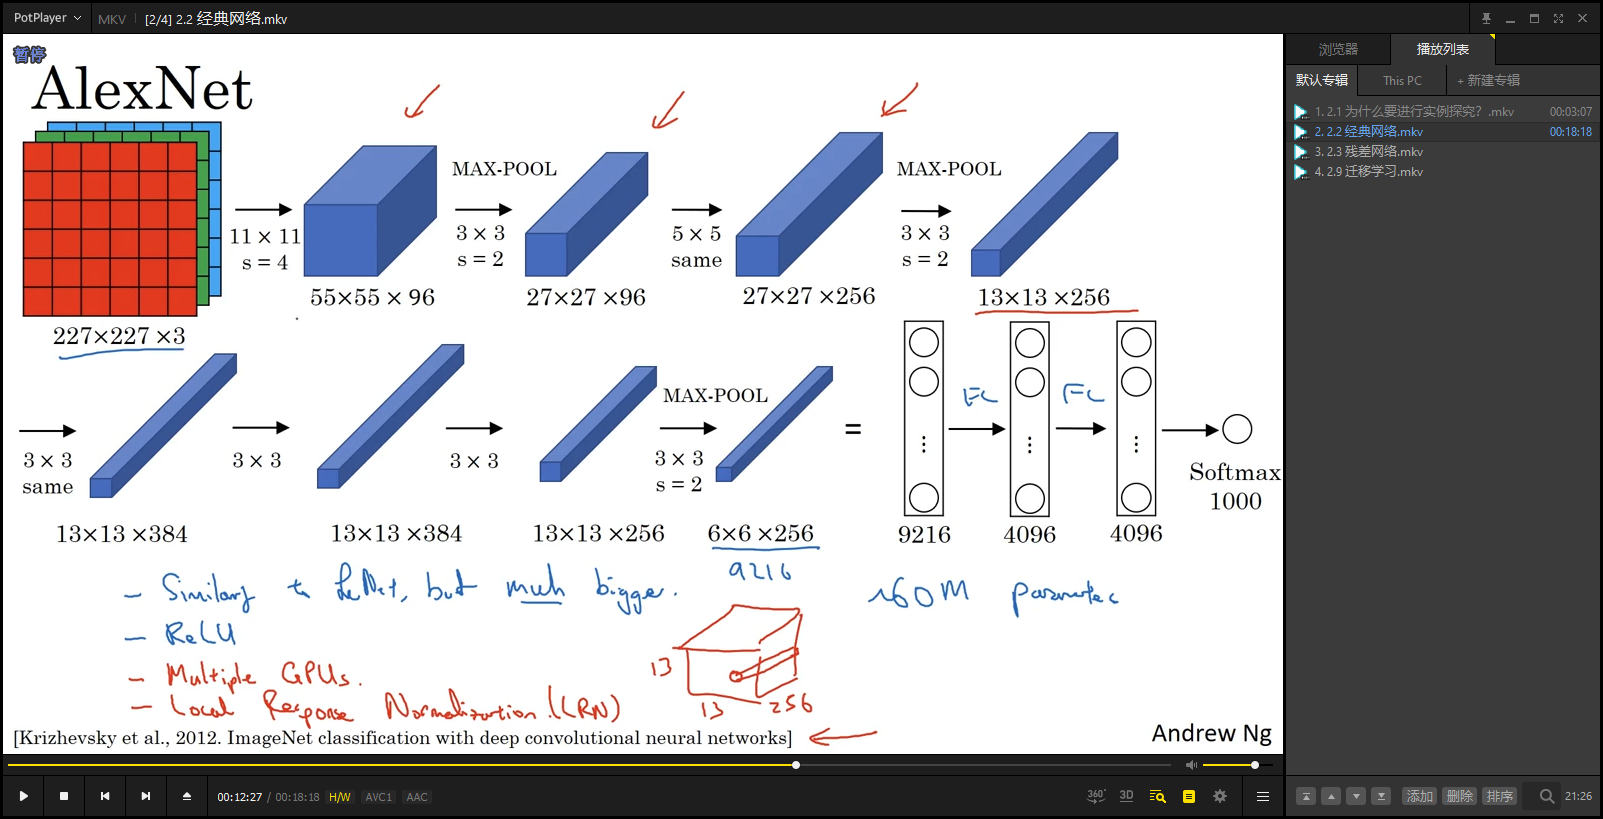 PotPlayer
MKV
[2/4] 2.2 经典网络.mkv
暂停
AlexNet
11 × 11
s = 4
MAX-POOL
3 × 3
s = 2
5 × 5
same
MAX-POOL
3 × 3
s = 2
227×227 ×3
55×55 × 96
27×27 ×96
27×27 ×256
13×13 ×256
3 × 3
same
3 × 3
3 × 3
MAX-POOL
3 × 3
s = 2
=
FC
FC
Softmax
1000
13×13 ×384
13×13 ×384
13×13 ×256
6×6 ×256
9216
4096
4096
9216
- Similar to LeNet, but much bigger.
~60M
- ReLU
- Multiple GPUs.
- Local Response Normalization (LRN)
13
13
256
[Krizhevsky et al., 2012. ImageNet classification with deep convolutional neural networks]
Andrew Ng
00:12:27 / 00:18:18 H/W AVC1 AAC
360° 3D
浏览器
播放列表
默认专辑
This PC
+ 新建专辑
1. 2.1 为什么要进行实例探究? .mkv 00:03:07
2. 2.2 经典网络.mkv 00:18:18
3. 2.3 残差网络.mkv
4. 2.9 迁移学习.mkv
添加 删除 排序
21:26